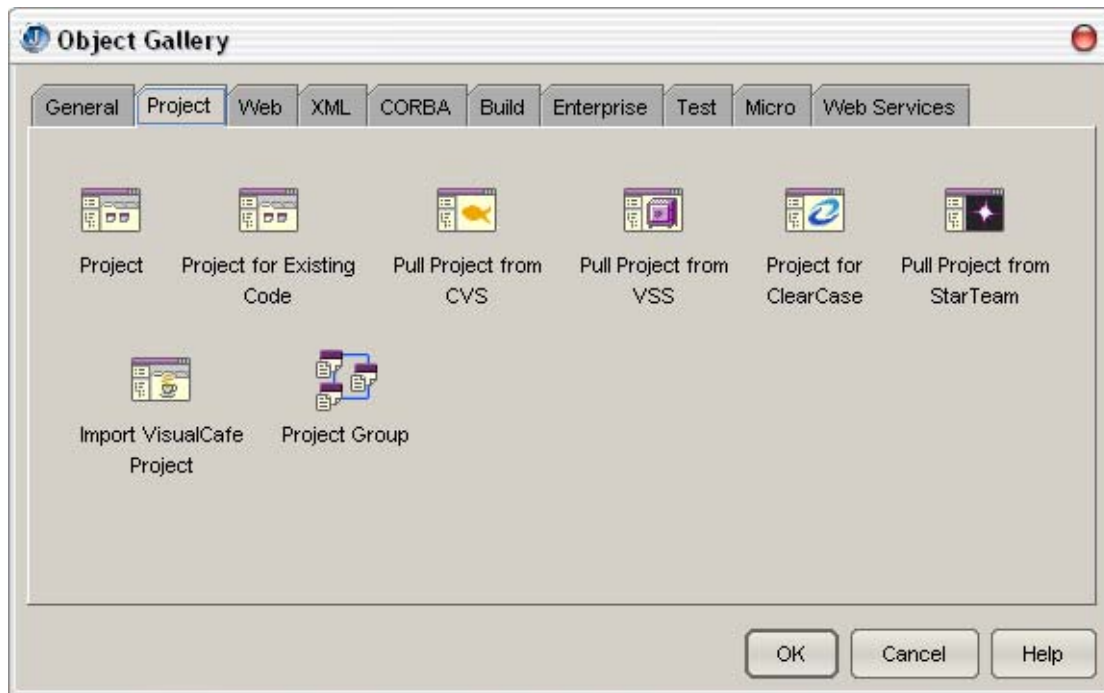 Object Gallery
General Project Web XML CORBA Build Enterprise Test Micro Web Services
Project Project for Existing Pull Project from Pull Project from Project for Pull Project from
Code CVS VSS ClearCase StarTeam
Import VisualCafe Project Group
Project
OK Cancel Help